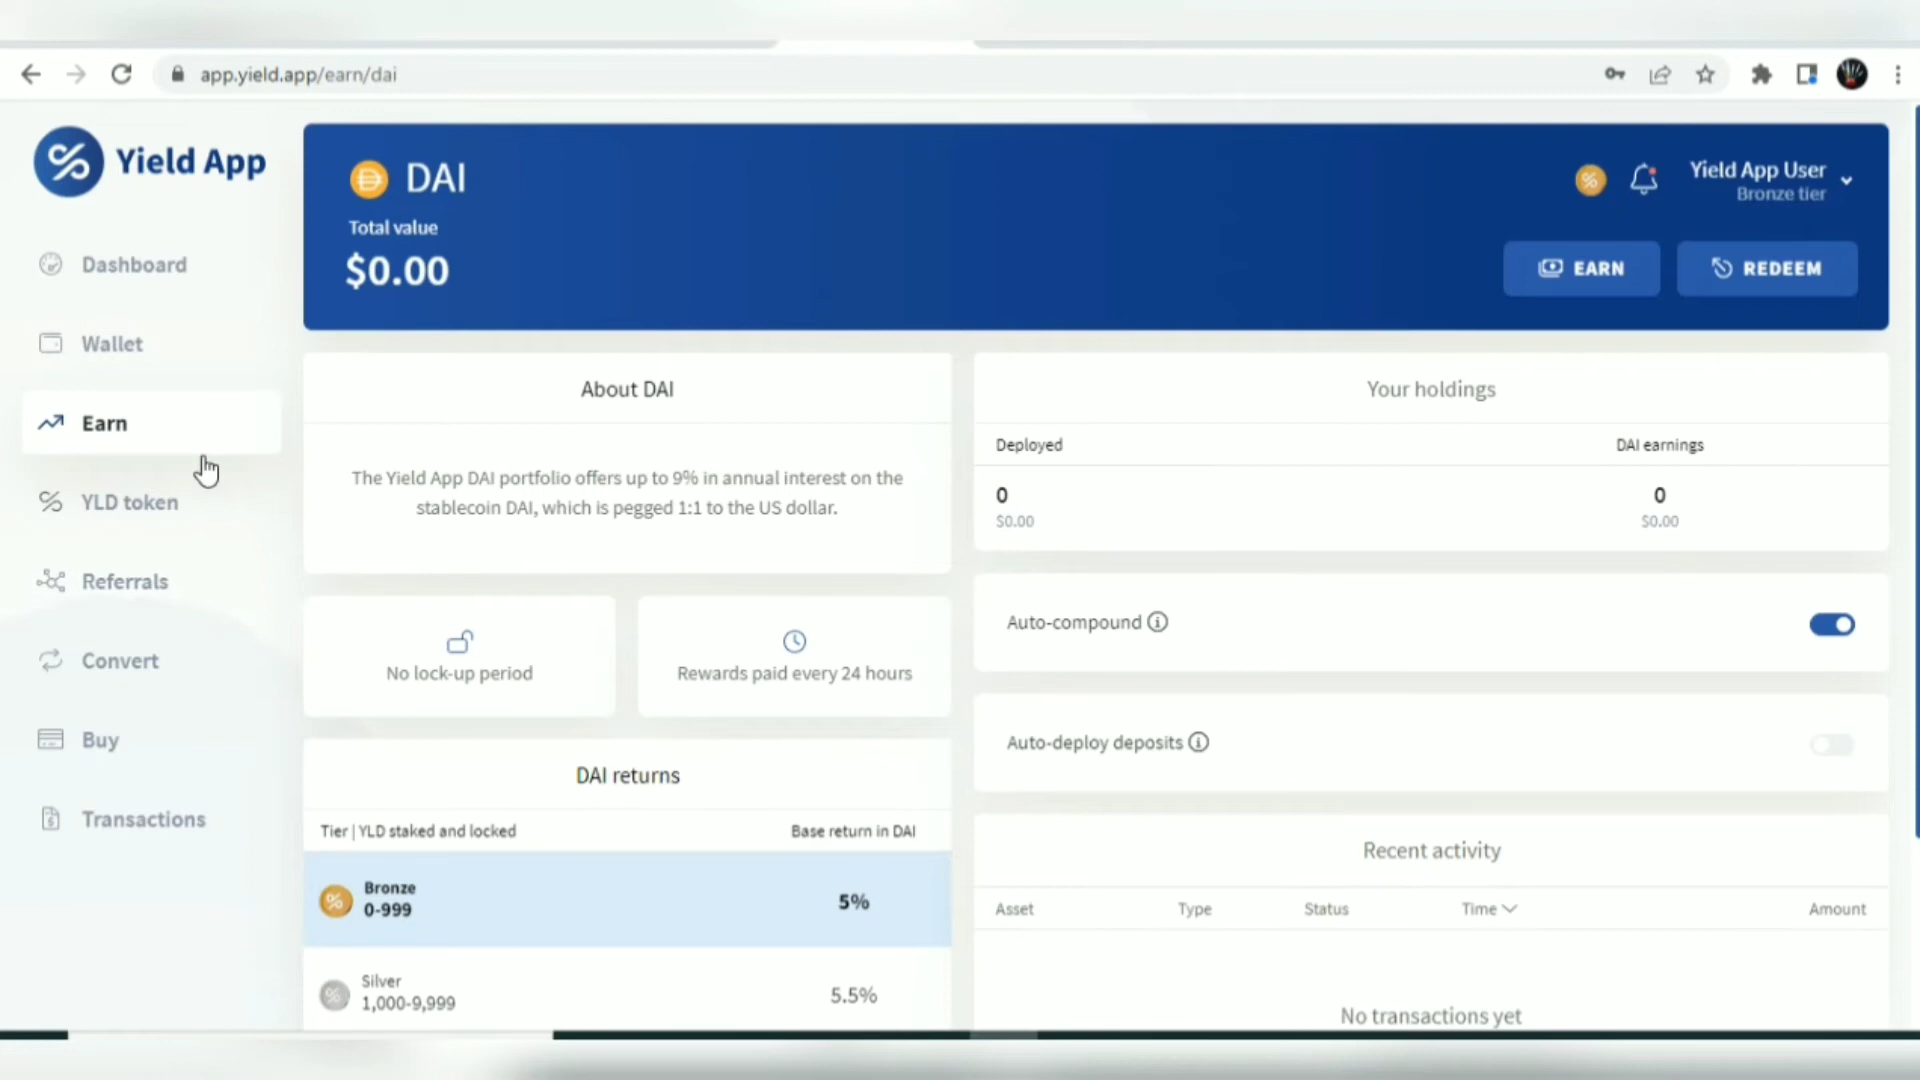 app.yield.app/earn/dai
Yield App
Dashboard
Wallet
Earn
YLD token
Referrals
Convert
Buy
Transactions
DAI
Total value
$0.00
Yield App User
Bronze tier
EARN
REDEEM
About DAI
The Yield App DAI portfolio offers up to 9% in annual interest on the
stablecoin DAI, which is pegged 1:1 to the US dollar.
No lock-up period
Rewards paid every 24 hours
DAI returns
Tier | YLD staked and locked
Base return in DAI
Bronze
0-999
5%
Silver
1,000-9,999
5.5%
Your holdings
Deployed
DAI earnings
0
$0.00
0
$0.00
Auto-compound
Auto-deploy deposits
Recent activity
Asset
Type
Status
Time
Amount
No transactions yet